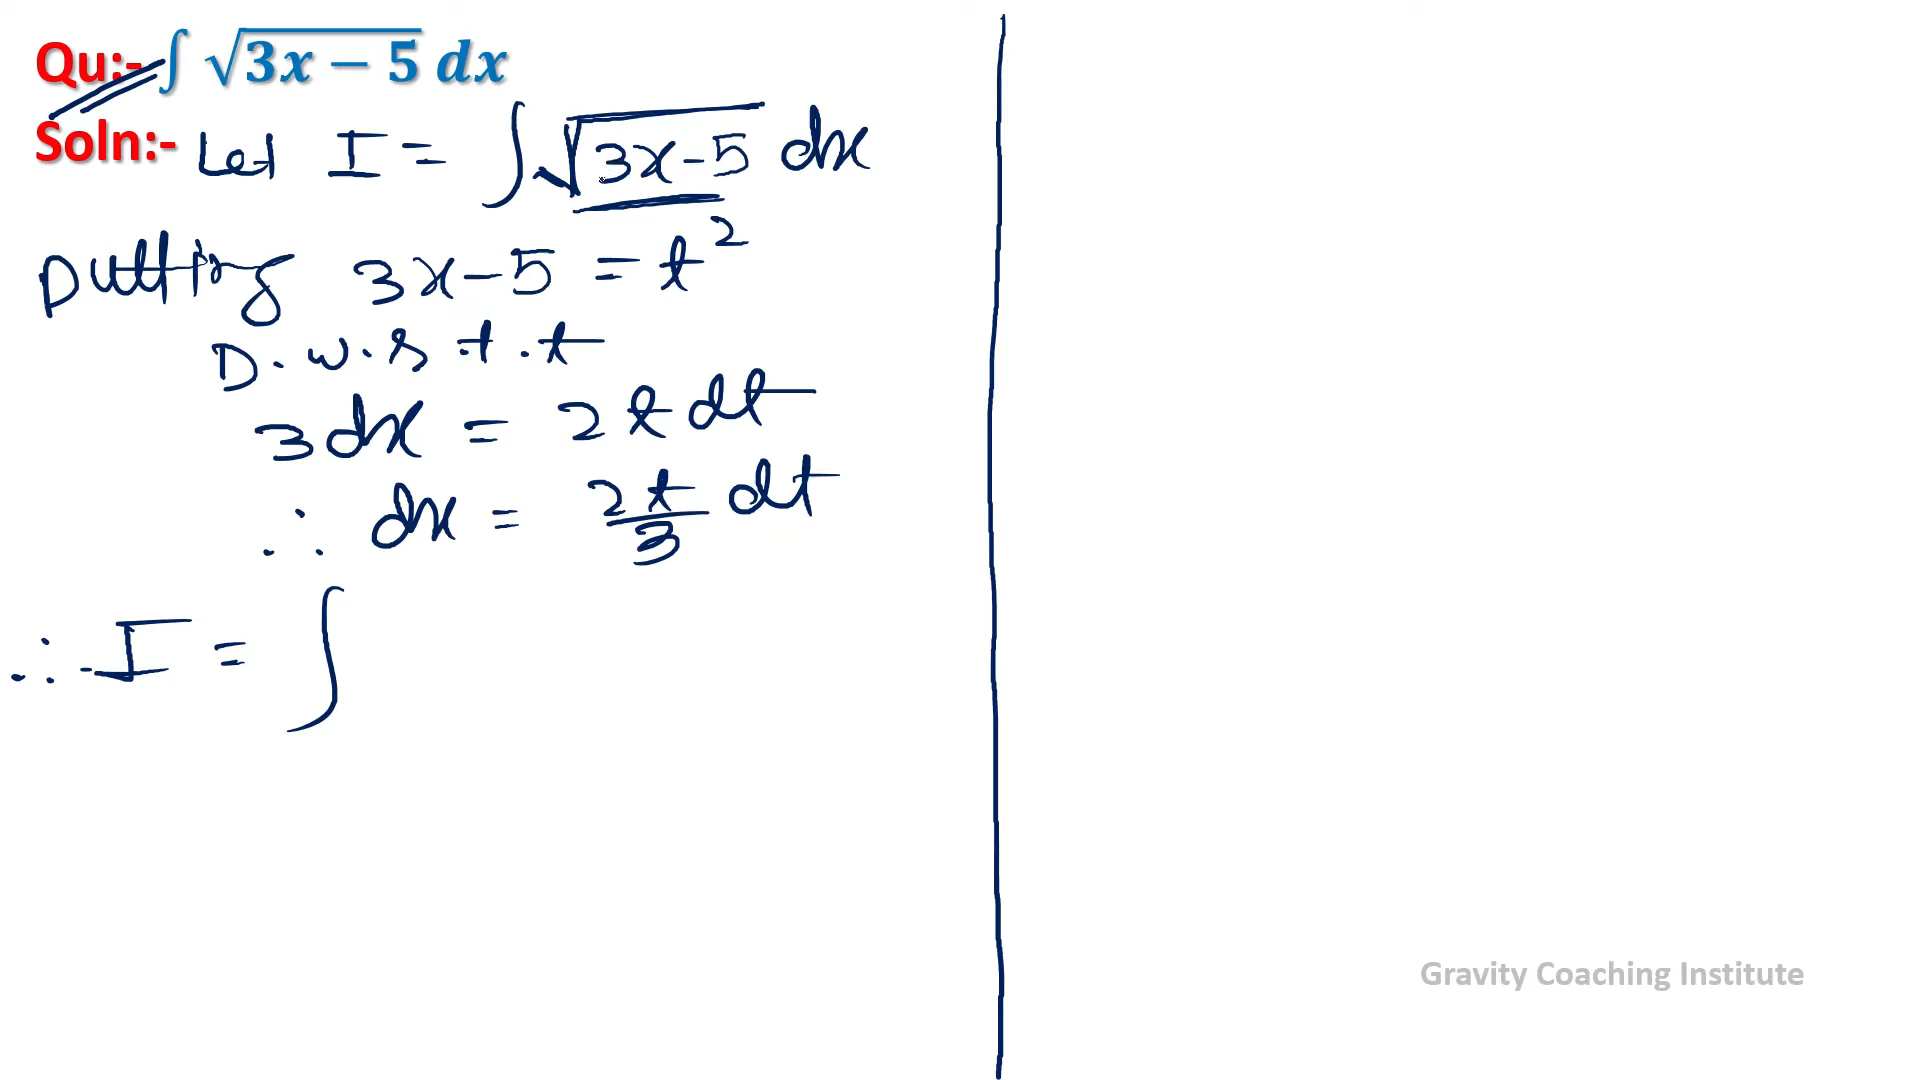 Qu:- ∫ √3x − 5 dx
Soln:- Let I = ∫ √3x-5 dx
putting 3x-5 = t²
D.w.r.t.t
3dx = 2t dt
∴ dx = 2t/3 dt
∴ I = ∫
Gravity Coaching Institute